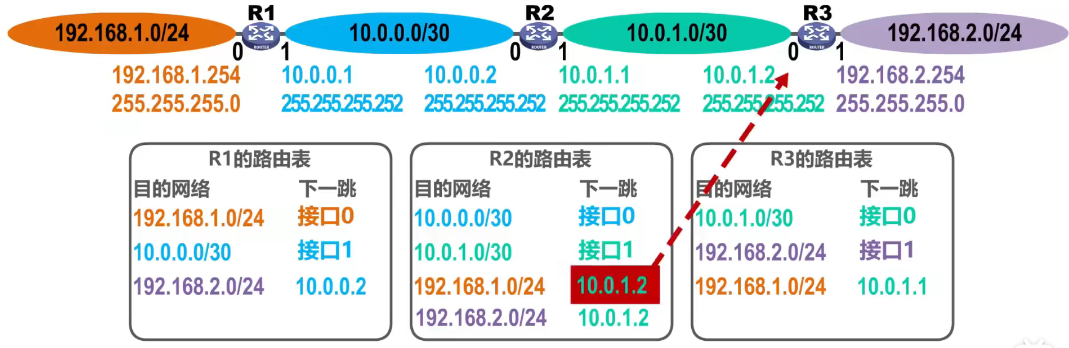 R1 R2 R3
192.168.1.0/24 10.0.0.0/30 10.0.1.0/30 192.168.2.0/24
ROUTER ROUTER ROUTER
0 1 0 1 0 1
192.168.1.254 10.0.0.1 10.0.0.2 10.0.1.1 10.0.1.2 192.168.2.254
255.255.255.0 255.255.255.252 255.255.255.252 255.255.255.252 255.255.255.252 255.255.255.0
R1的路由表
目的网络 下一跳
192.168.1.0/24 接口0
10.0.0.0/30 接口1
192.168.2.0/24 10.0.0.2
R2的路由表
目的网络 下一跳
10.0.0.0/30 接口0
10.0.1.0/30 接口1
192.168.1.0/24 10.0.1.2
192.168.2.0/24 10.0.1.2
R3的路由表
目的网络 下一跳
10.0.1.0/30 接口0
192.168.2.0/24 接口1
192.168.1.0/24 10.0.1.1